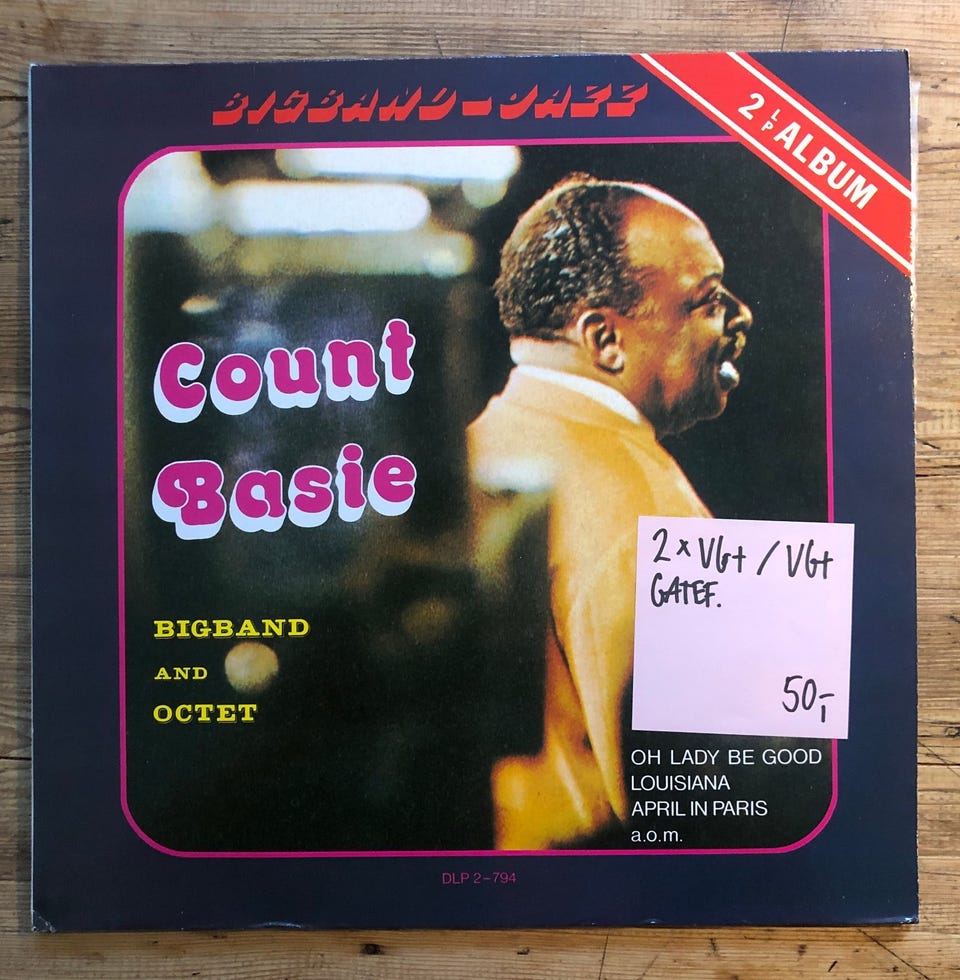 BIGBAND-JAZZ
2 LP ALBUM
Count
Basie
2 x VG+ / VG+
GATEF.
50,-
BIGBAND
AND
OCTET
OH LADY BE GOOD
LOUISIANA
APRIL IN PARIS
a.o.m.
DLP 2-794